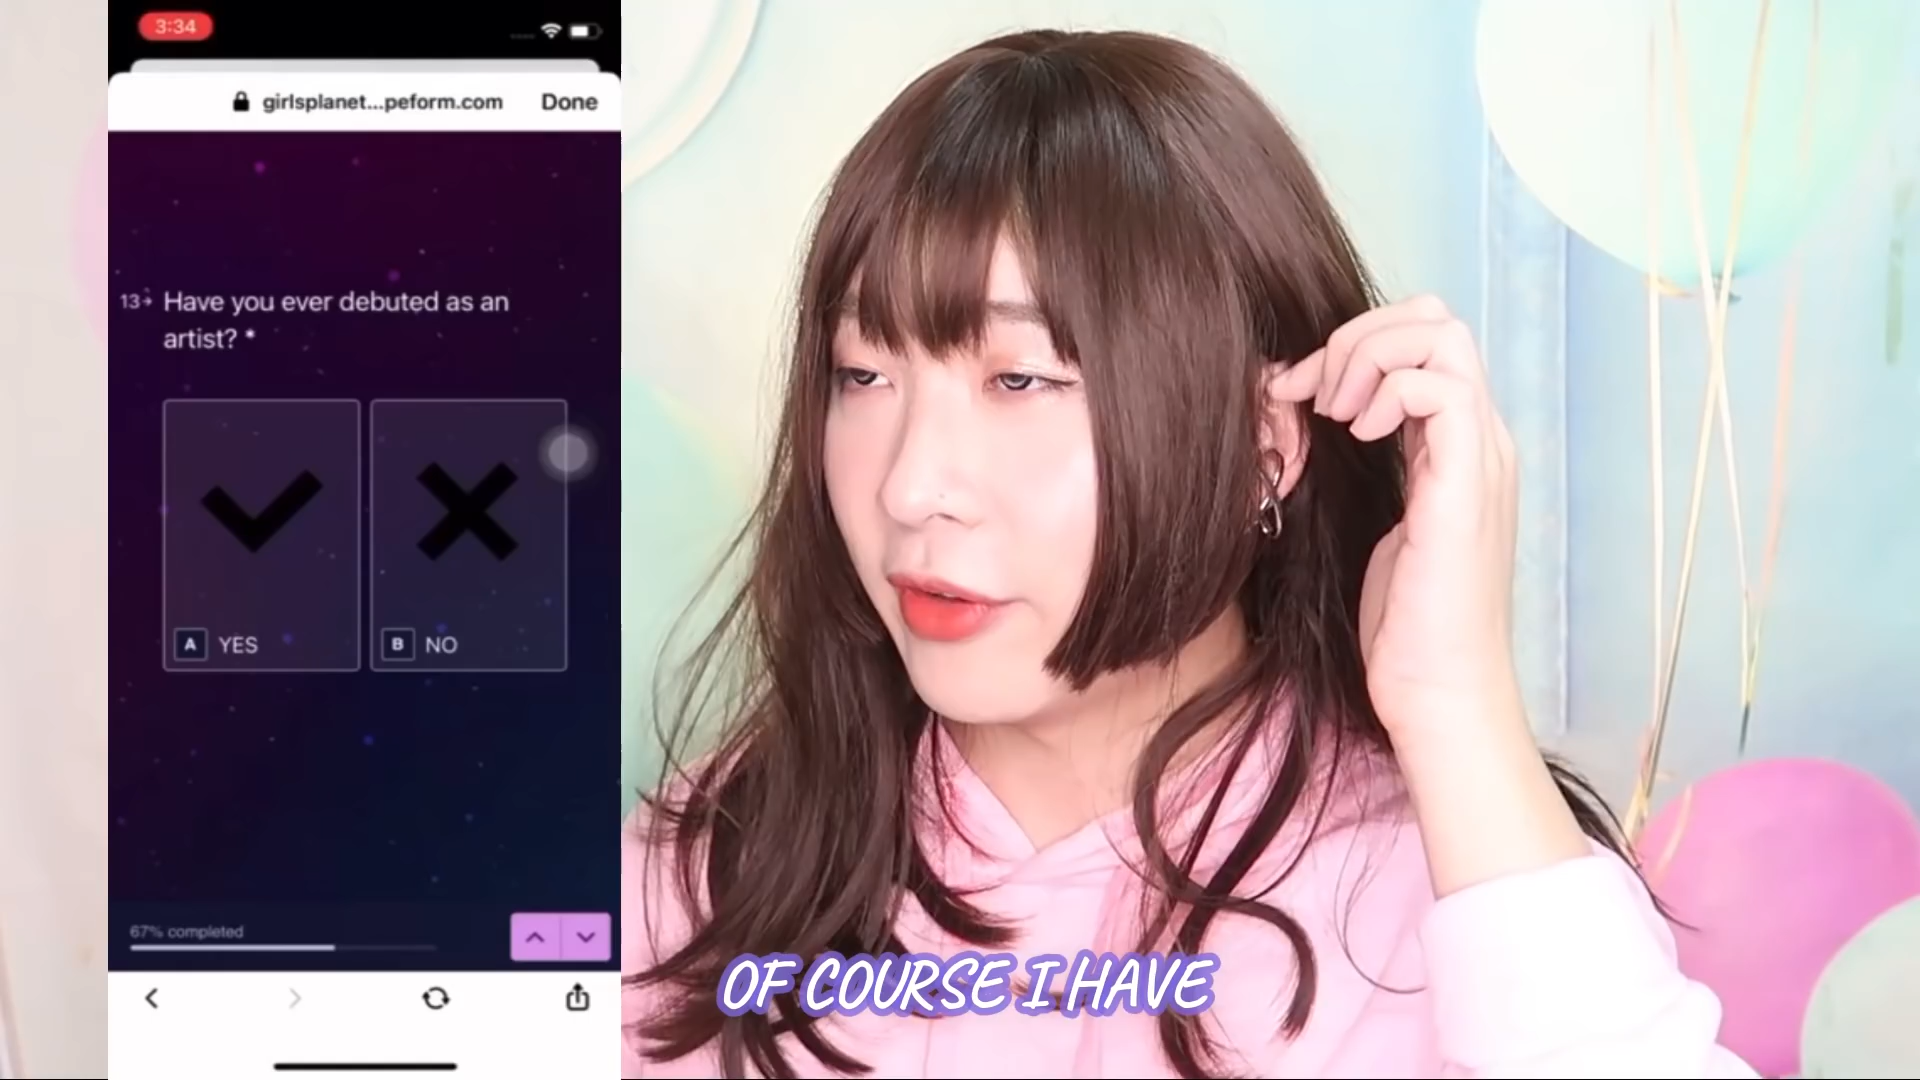 3:34
girlsplanet...peform.com
Done
13→ Have you ever debuted as an
artist? *
A YES
B NO
67% completed
OF COURSE I HAVE